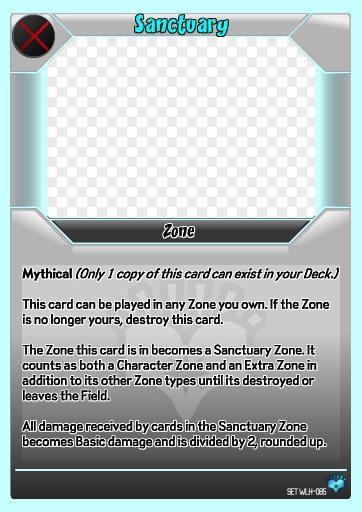 Sanctuary
Zone
Mythical (Only 1 copy of this card can exist in your Deck.)
This card can be played in any Zone you own. If the Zone
is no longer yours, destroy this card.
The Zone this card is in becomes a Sanctuary Zone. It
counts as both a Character Zone and an Extra Zone in
addition to its other Zone types until its destroyed or
leaves the Field.
All damage received by cards in the Sanctuary Zone
becomes Basic damage and is divided by 2, rounded up.
SET WLH-085